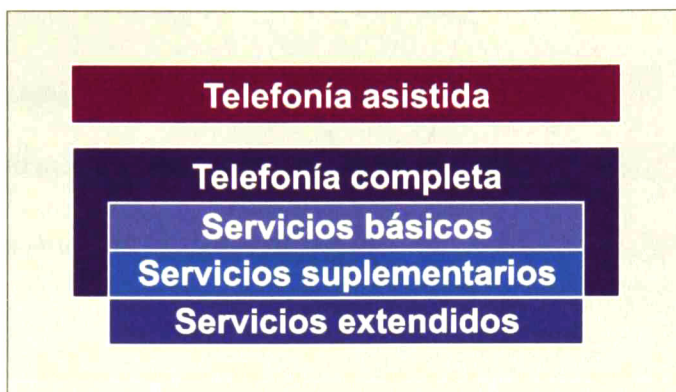 Telefonía asistida
Telefonía completa
Servicios básicos
Servicios suplementarios
Servicios extendidos